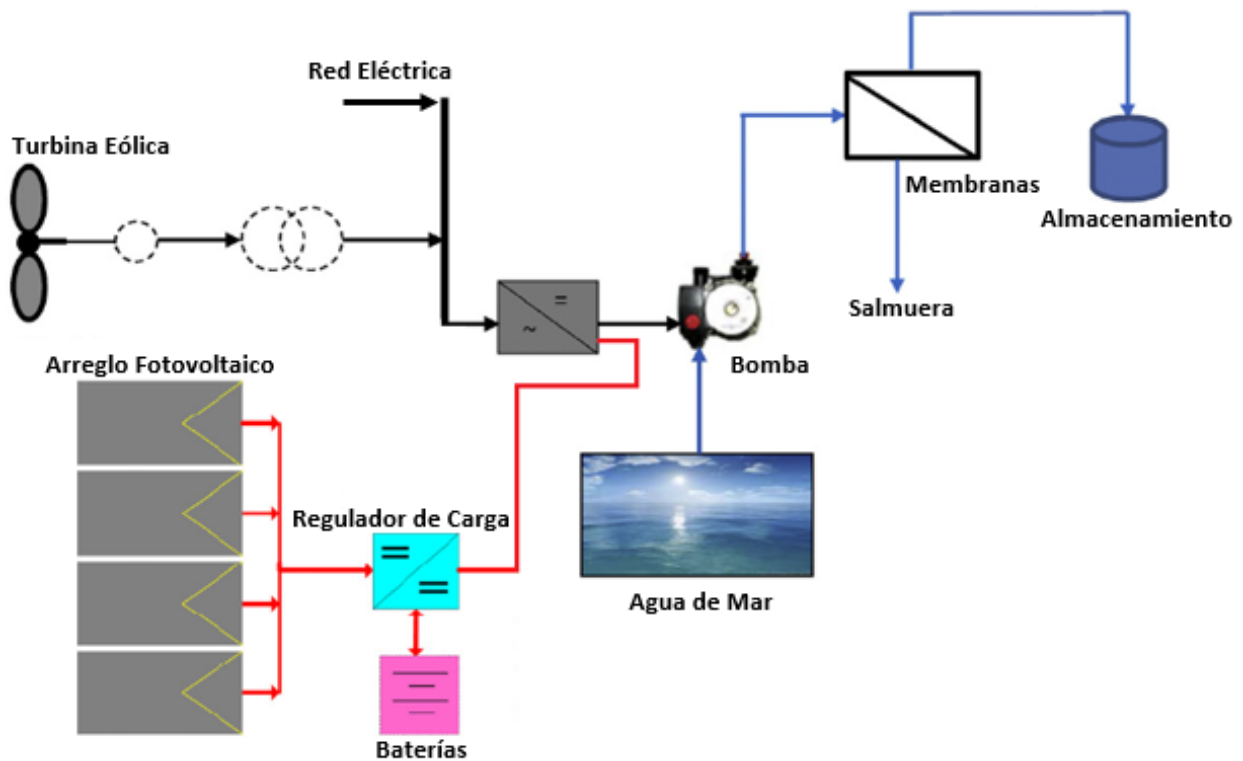 Red Eléctrica
Turbina Eólica
Membranas
Almacenamiento
Salmuera
Bomba
Arreglo Fotovoltaico
=
~
Regulador de Carga
Agua de Mar
Baterías